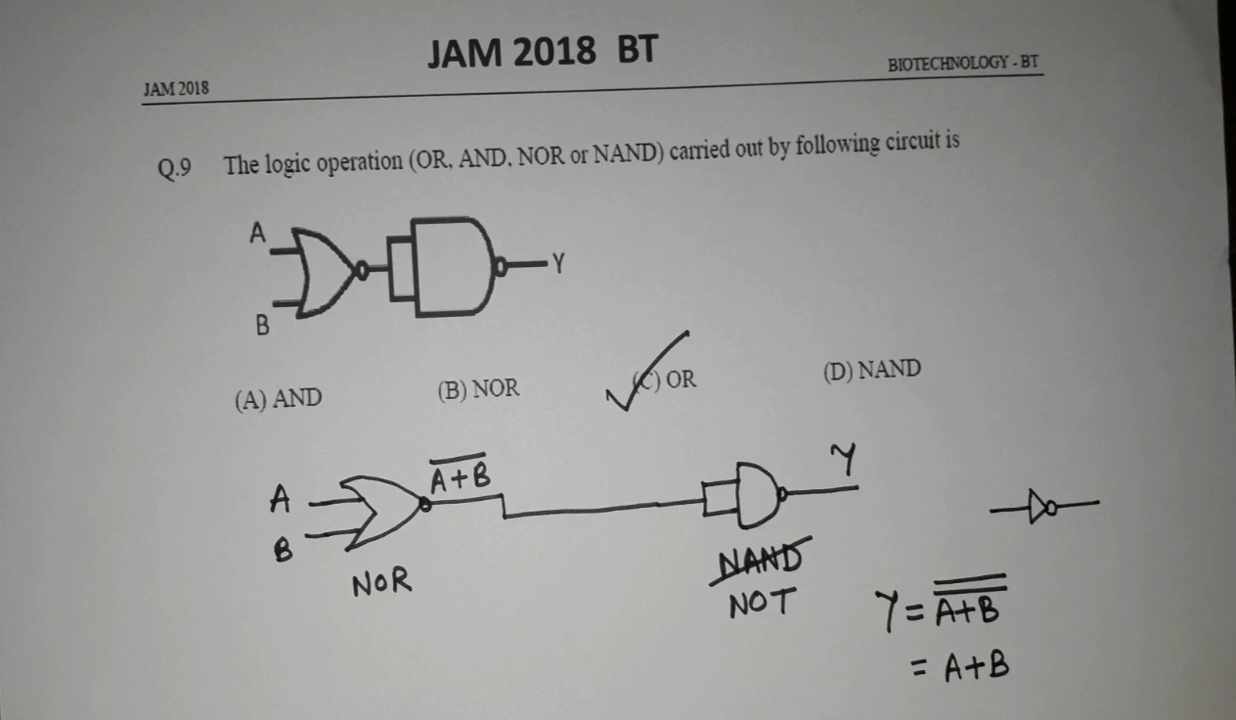 JAM 2018 BT
JAM 2018
BIOTECHNOLOGY - BT
Q.9 The logic operation (OR, AND, NOR or NAND) carried out by following circuit is
A
B
Y
(A) AND (B) NOR (C) OR (D) NAND
A
B
A+B
NOR
Y
NAND
NOT
Y = A+B
= A+B